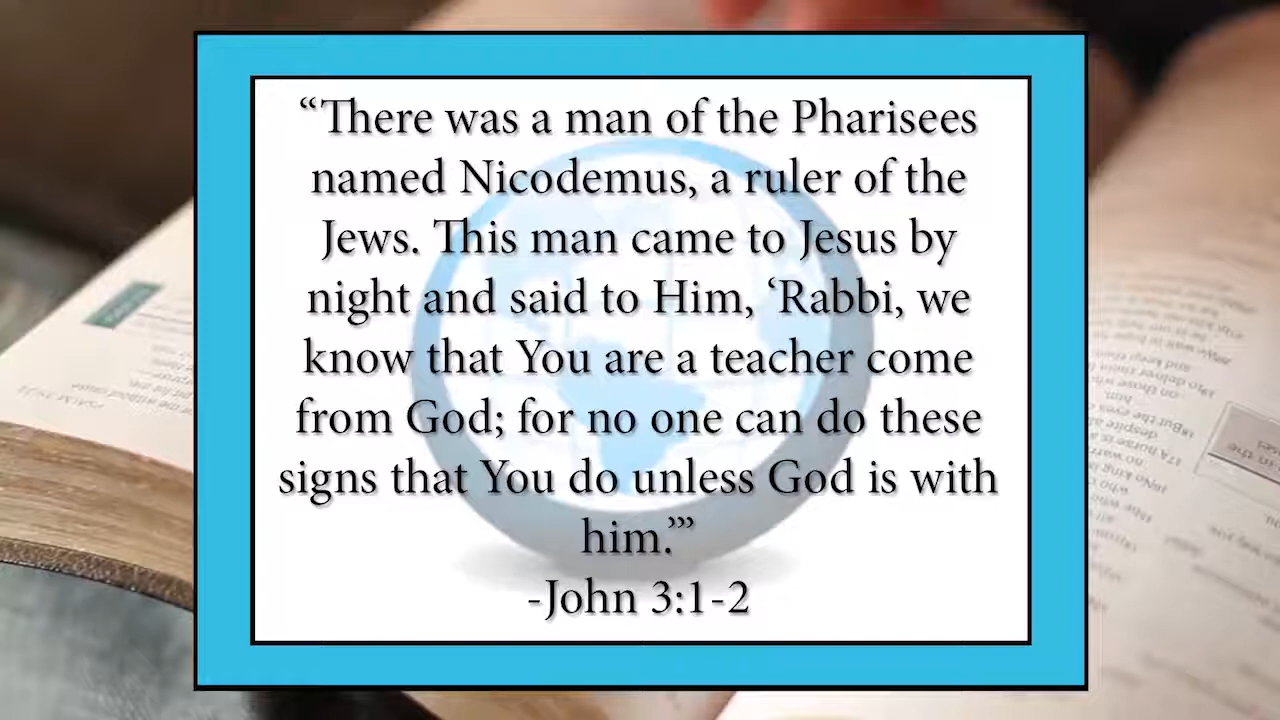 “There was a man of the Pharisees
named Nicodemus, a ruler of the
Jews. This man came to Jesus by
night and said to Him, ‘Rabbi, we
know that You are a teacher come
from God; for no one can do these
signs that You do unless God is with
him.’”
-John 3:1-2